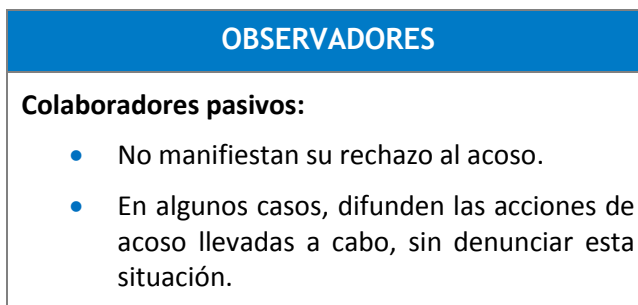 OBSERVADORES
Colaboradores pasivos:
• No manifiestan su rechazo al acoso.
• En algunos casos, difunden las acciones de
acoso llevadas a cabo, sin denunciar esta
situación.